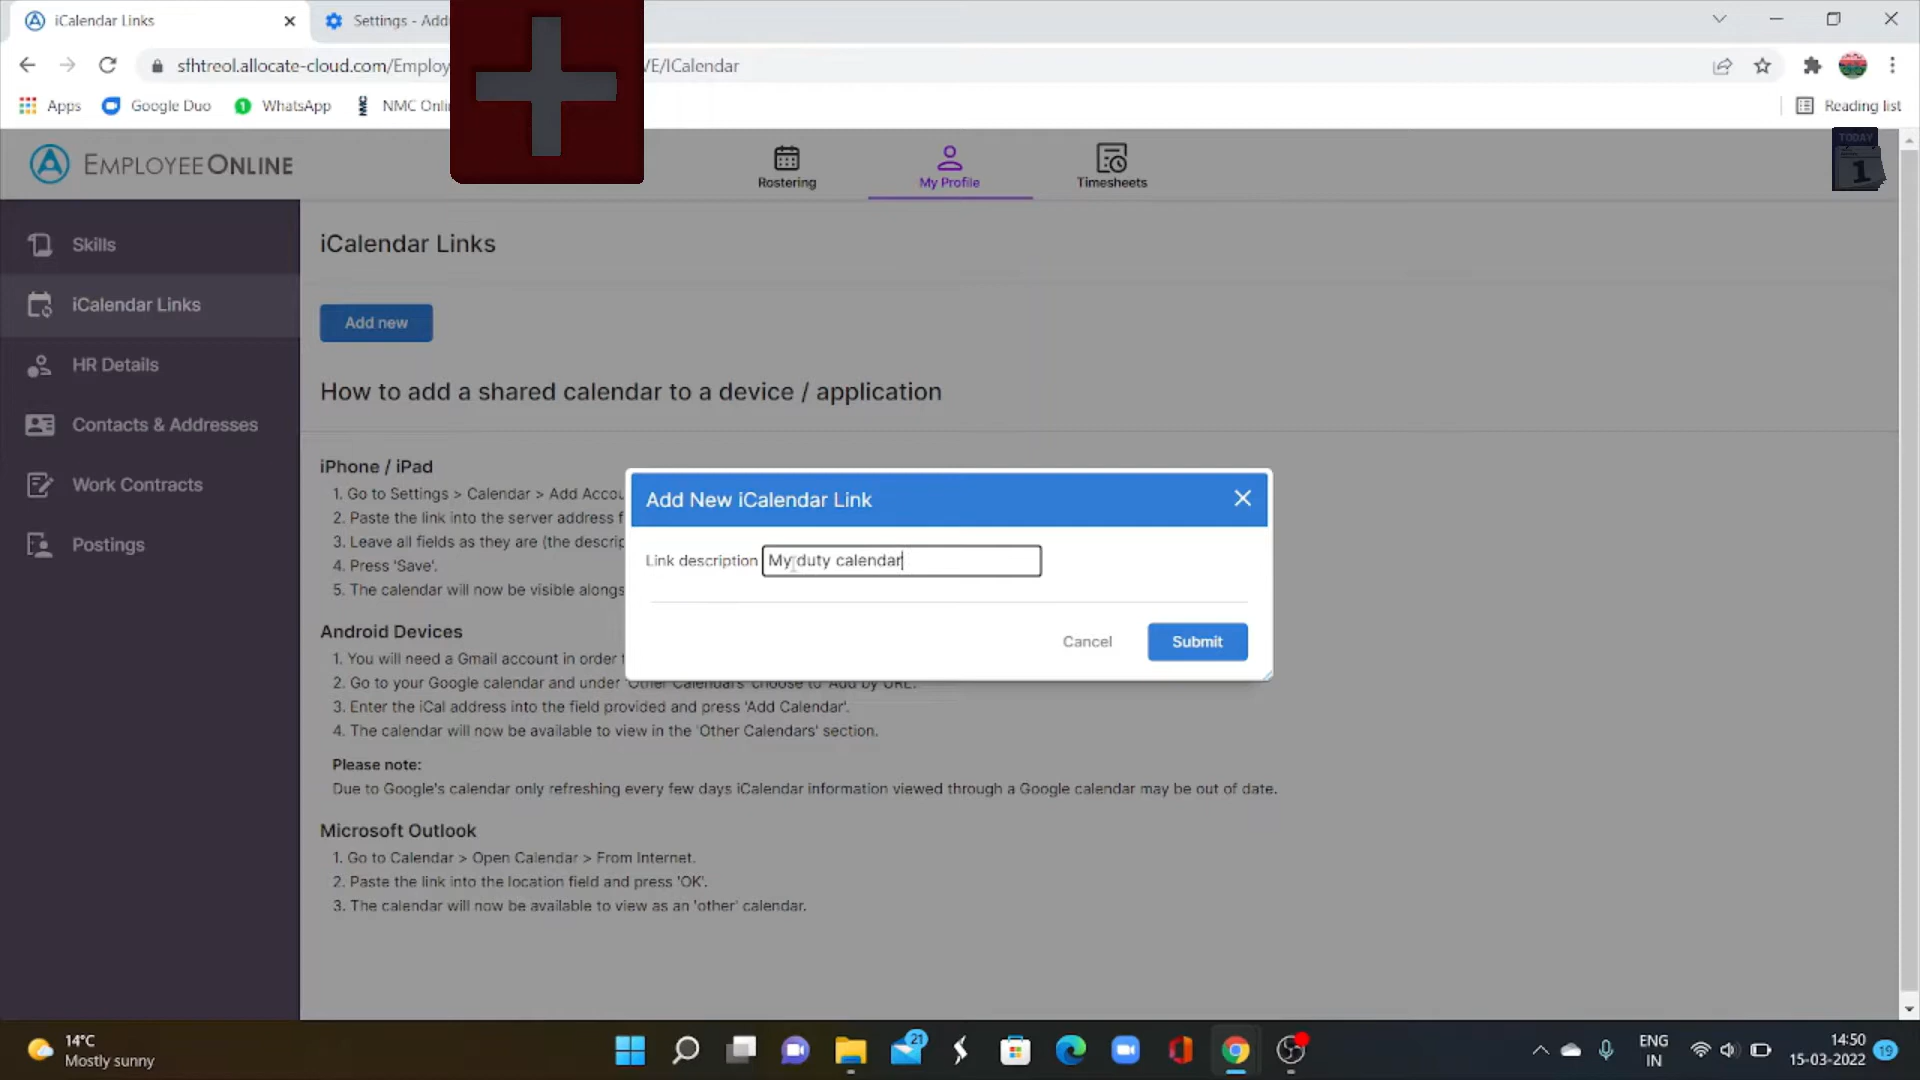 iCalendar Links
Settings - Add
sfhtreol.allocate-cloud.com/Employ
VE/ICalendar
Apps
Google Duo
WhatsApp
NMC Onli
Reading list
EMPLOYEEONLINE
Rostering
My Profile
Timesheets
TODAY
1
Skills
iCalendar Links
HR Details
Contacts & Addresses
Work Contracts
Postings
iCalendar Links
Add new
How to add a shared calendar to a device / application
iPhone / iPad
1. Go to Settings > Calendar > Add Accou
2. Paste the link into the server address f
3. Leave all fields as they are (the descrip
4. Press 'Save'.
5. The calendar will now be visible alongs
Add New iCalendar Link
Link description My duty calendar
Cancel
Submit
Android Devices
1. You will need a Gmail account in order t
2. Go to your Google calendar and under 'Other Calendars' choose to 'Add by URL'.
3. Enter the iCal address into the field provided and press 'Add Calendar'.
4. The calendar will now be available to view in the 'Other Calendars' section.
Please note:
Due to Google's calendar only refreshing every few days iCalendar information viewed through a Google calendar may be out of date.
Microsoft Outlook
1. Go to Calendar > Open Calendar > From Internet.
2. Paste the link into the location field and press 'OK'.
3. The calendar will now be available to view as an 'other' calendar.
14°C
Mostly sunny
21
ENG
IN
14:50
15-03-2022
19